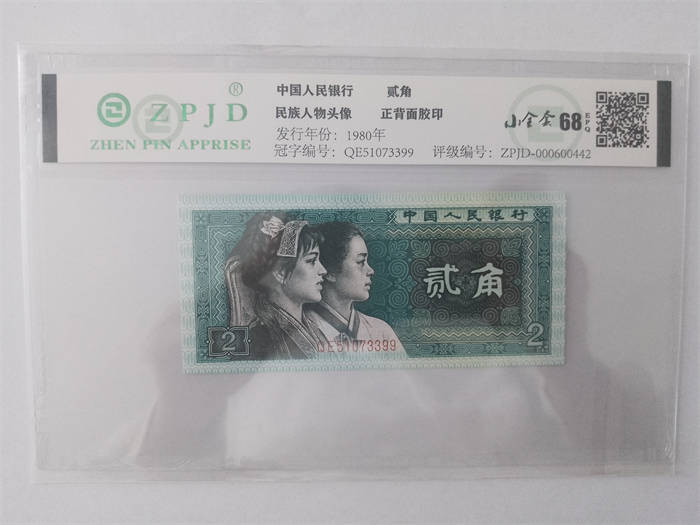 ZPJD®
ZHEN PIN APPRISE
中国人民银行 贰角
民族人物头像 正背面胶印
发行年份: 1980年
冠字编号: QE51073399 评级编号: ZPJD-000600442
68 EPQ
中国人民银行
贰角
2
QE51073399
2